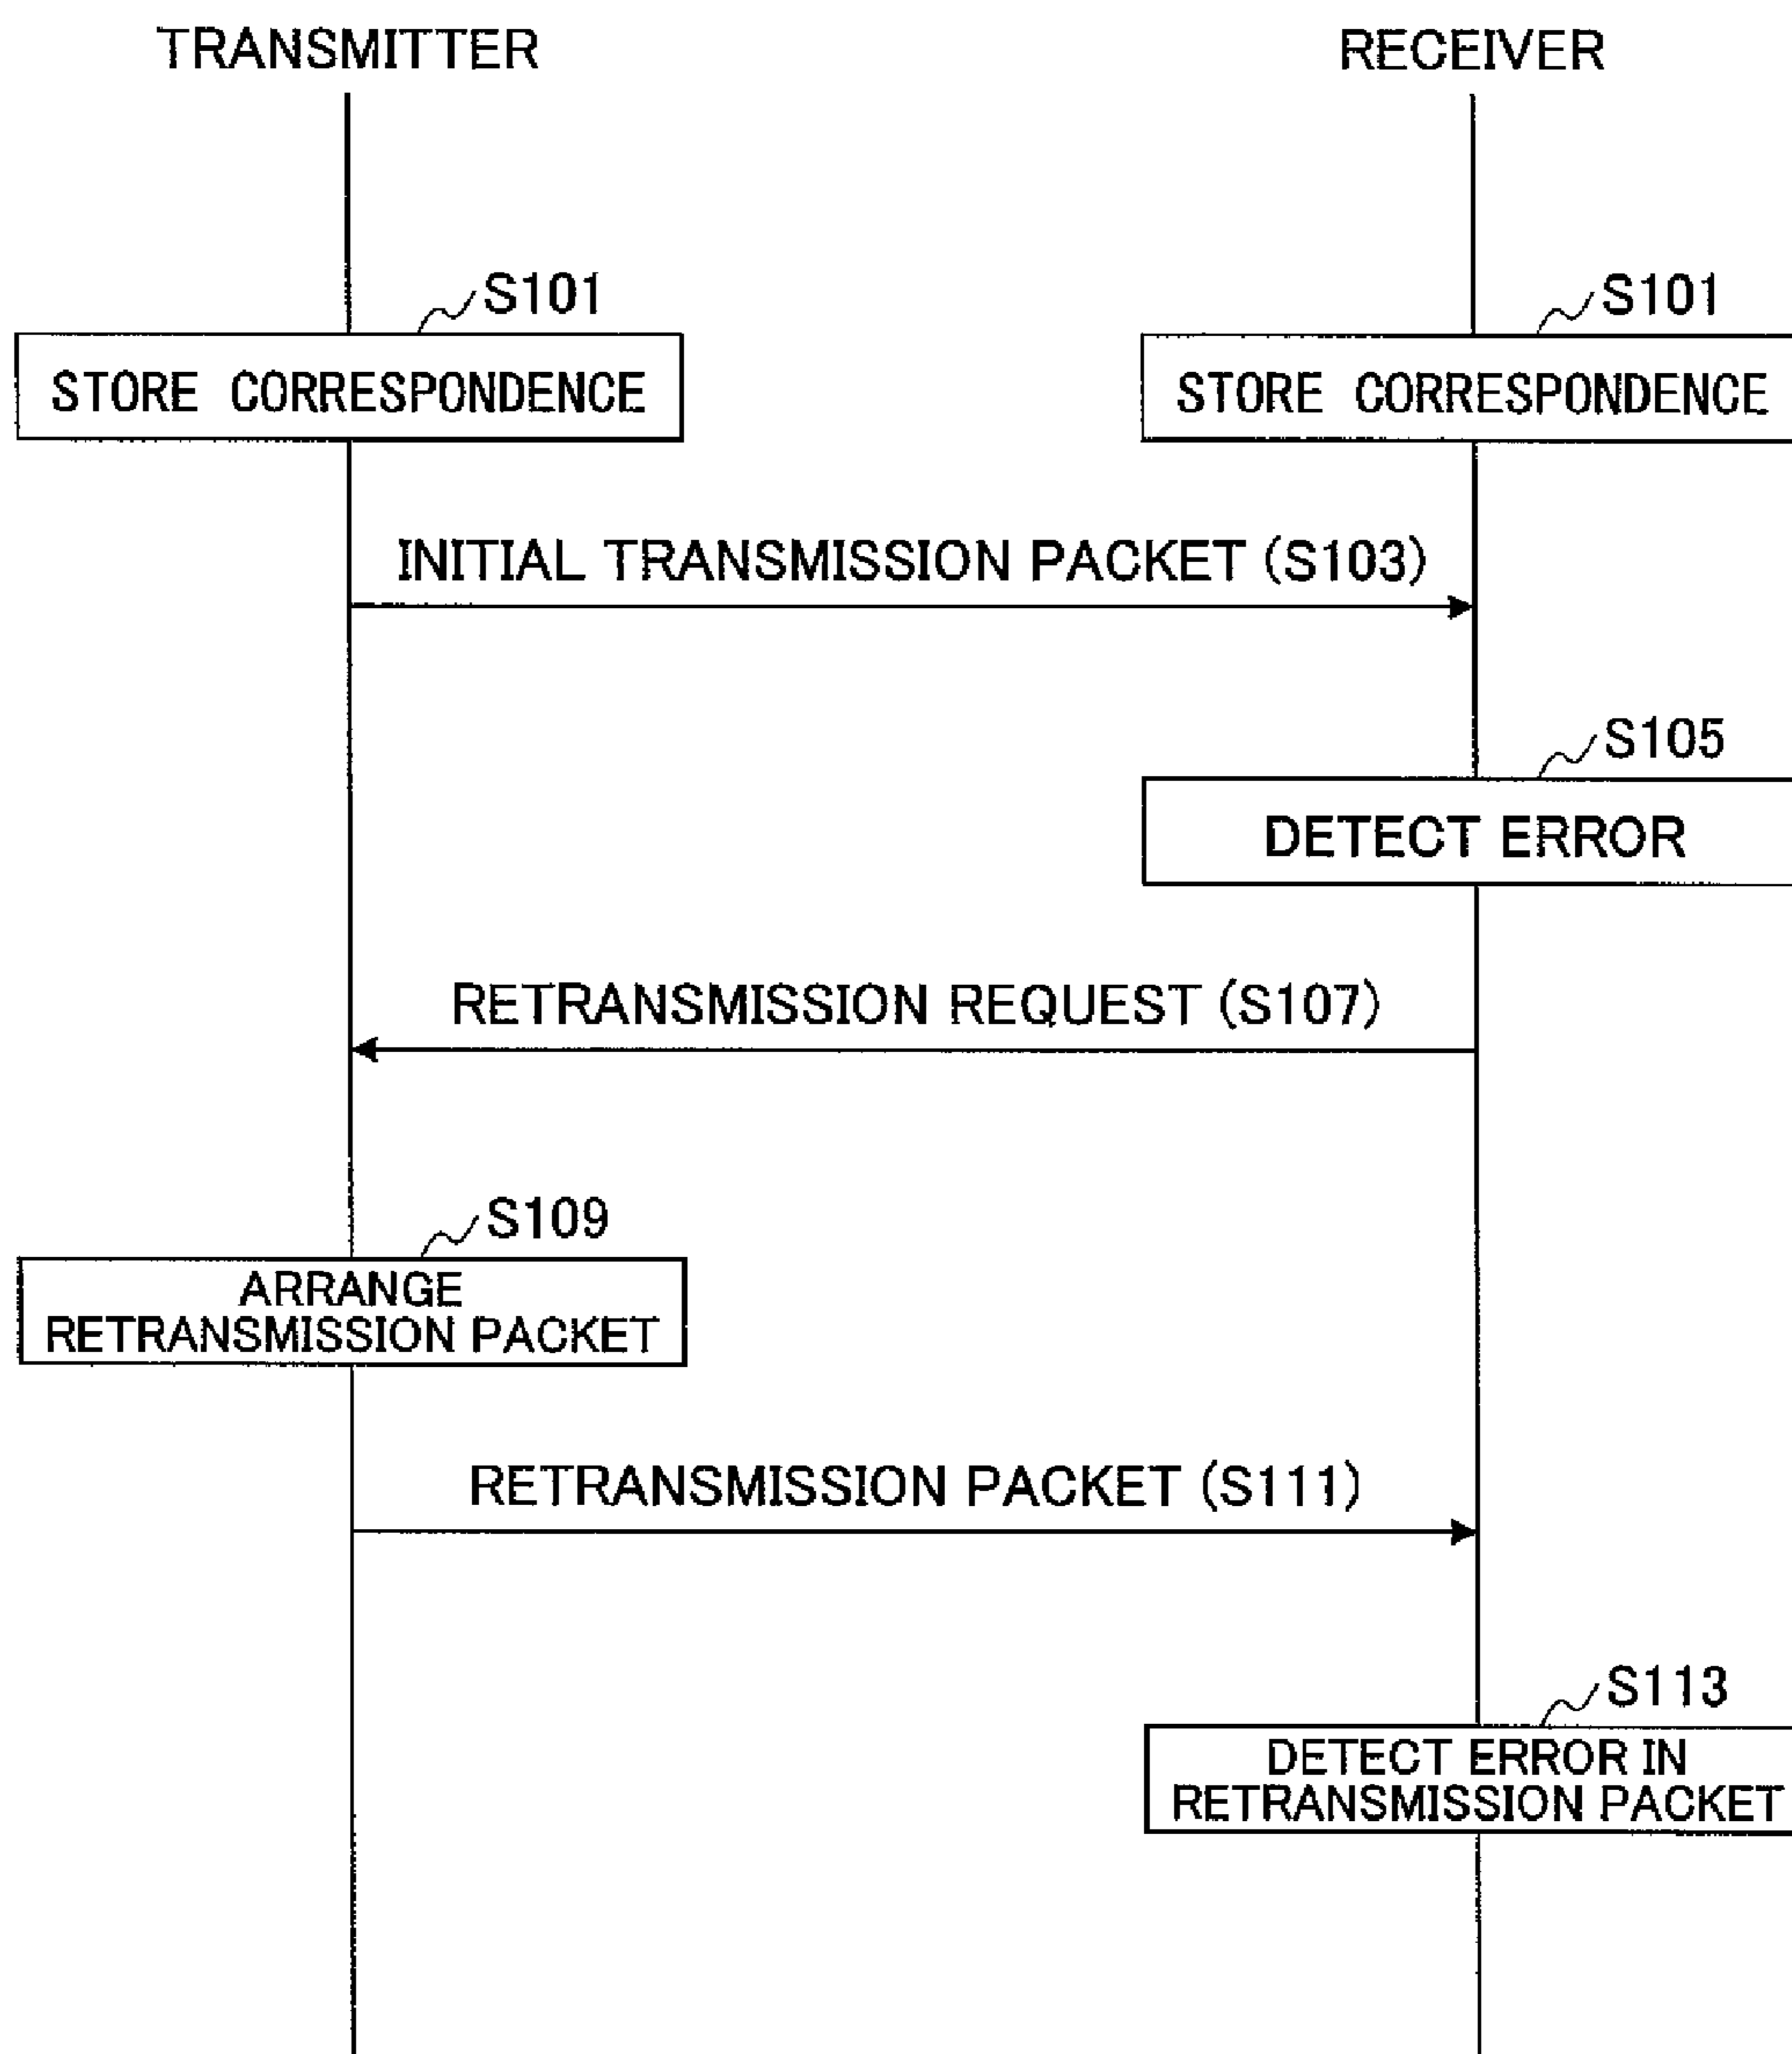 TRANSMITTER
RECEIVER
S101
S101
STORE CORRESPONDENCE
STORE CORRESPONDENCE
INITIAL TRANSMISSION PACKET (S103)
S105
DETECT ERROR
RETRANSMISSION REQUEST (S107)
S109
ARRANGE
RETRANSMISSION PACKET
RETRANSMISSION PACKET (S111)
S113
DETECT ERROR IN
RETRANSMISSION PACKET